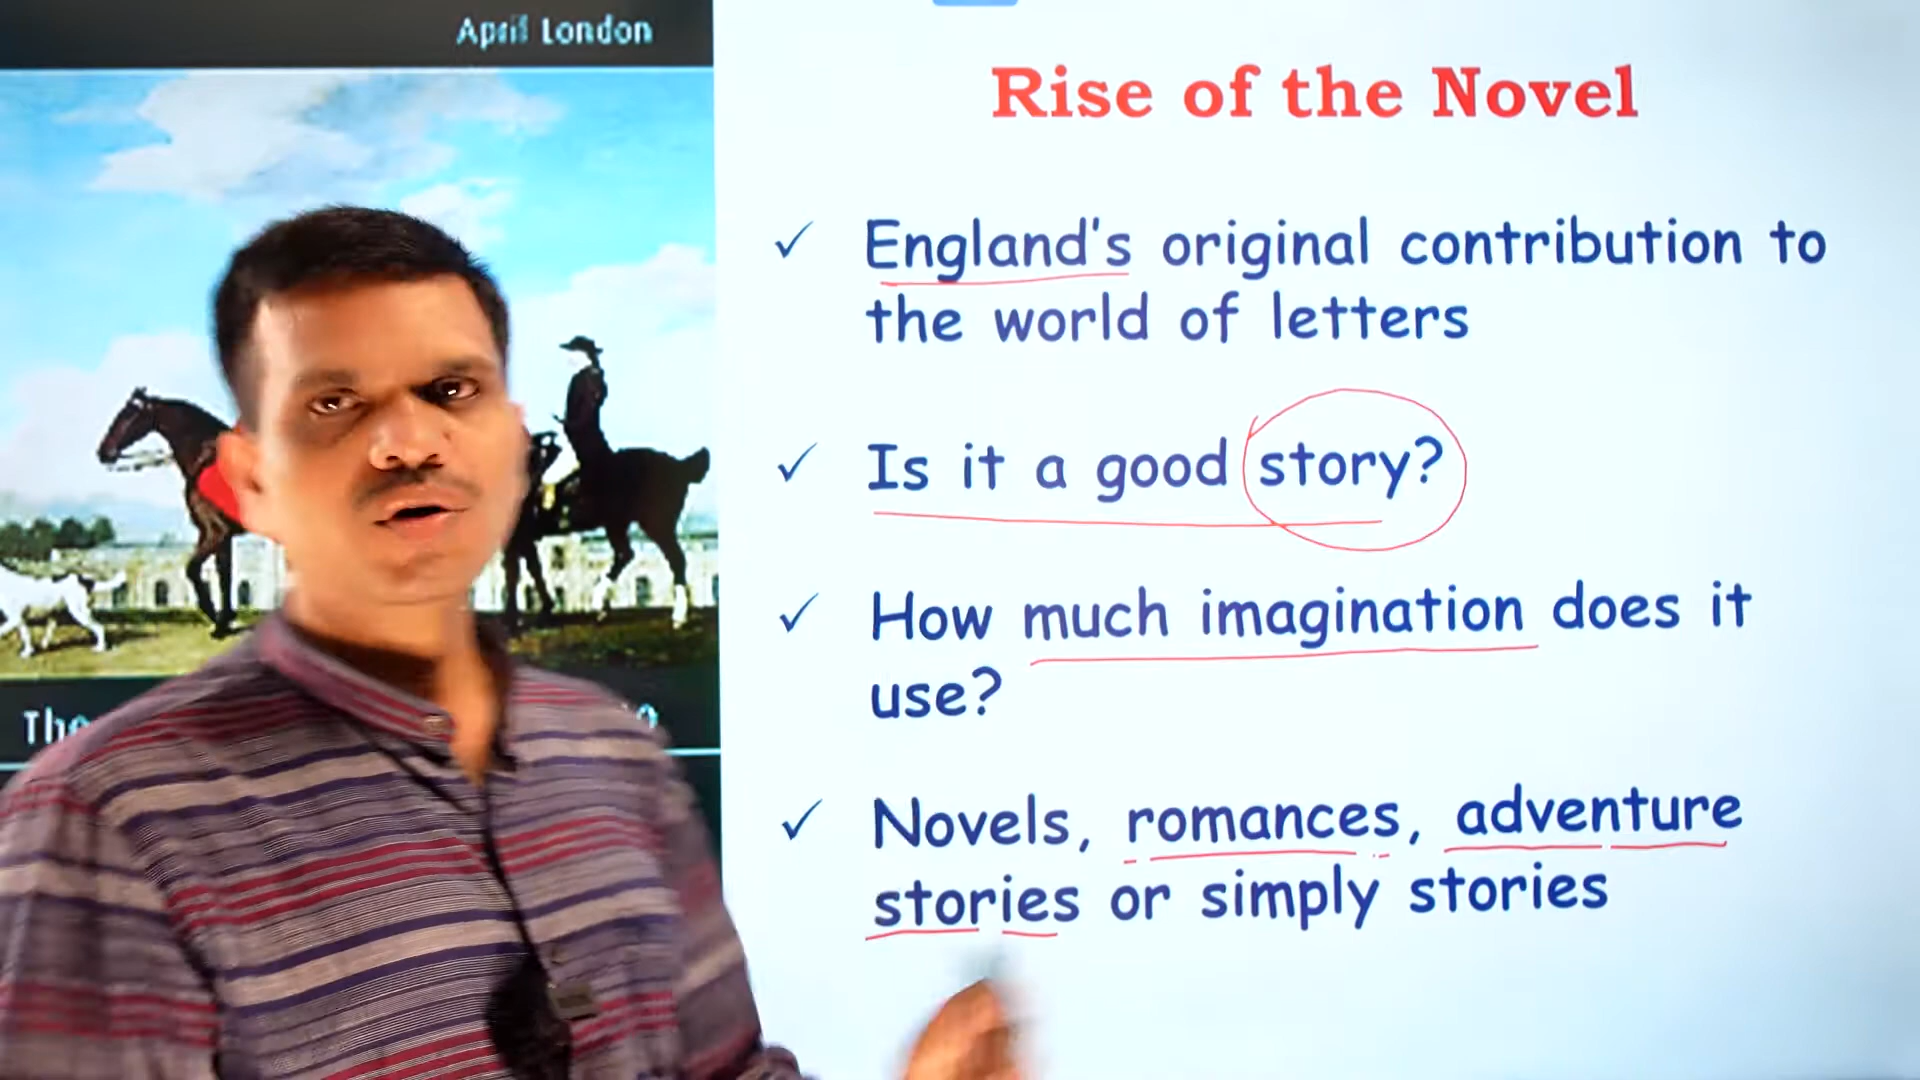 April London
The
Rise of the Novel
✓ England's original contribution to
the world of letters
✓ Is it a good story?
✓ How much imagination does it
use?
✓ Novels, romances, adventure
stories or simply stories